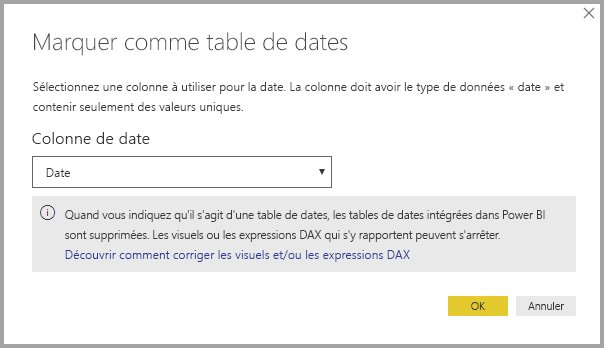 Marquer comme table de dates
Sélectionnez une colonne à utiliser pour la date. La colonne doit avoir le type de données « date » et
contenir seulement des valeurs uniques.
Colonne de date
Date
Quand vous indiquez qu'il s'agit d'une table de dates, les tables de dates intégrées dans Power BI
sont supprimées. Les visuels ou les expressions DAX qui s'y rapportent peuvent s'arrêter.
Découvrir comment corriger les visuels et/ou les expressions DAX
OK Annuler